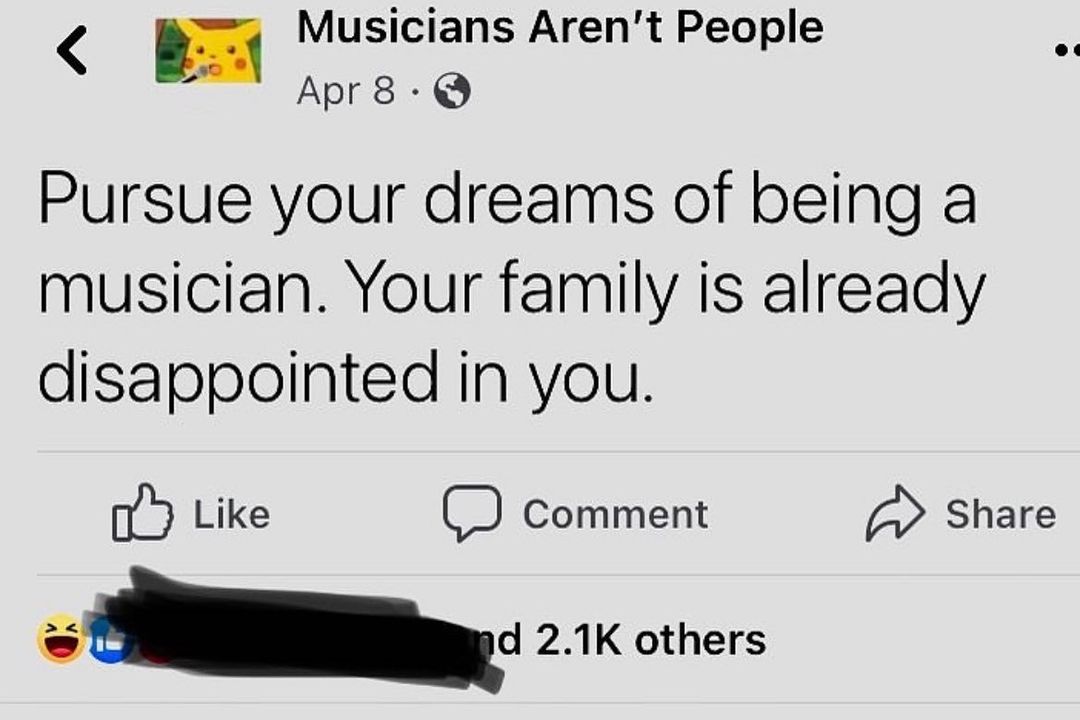 Musicians Aren’t People
Apr 8 ·
Pursue your dreams of being a
musician. Your family is already
disappointed in you.
Like Comment Share
2.1K others